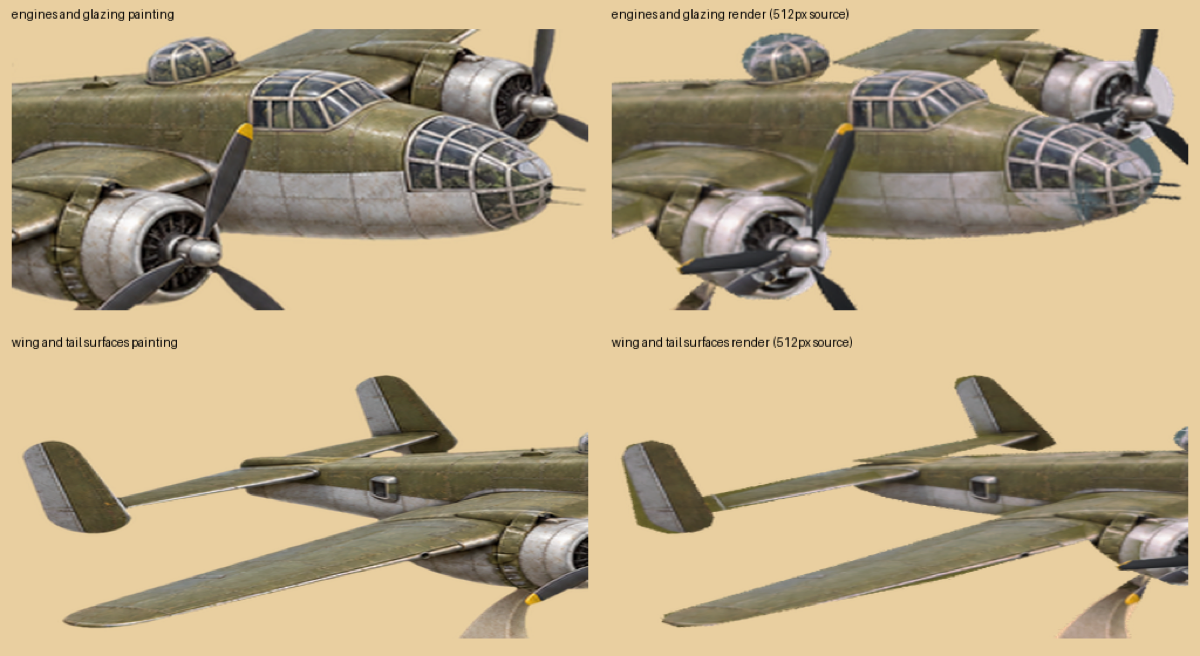 engines and glazing painting
engines and glazing render (512px source)
wing and tail surfaces painting
wing and tail surfaces render (512px source)